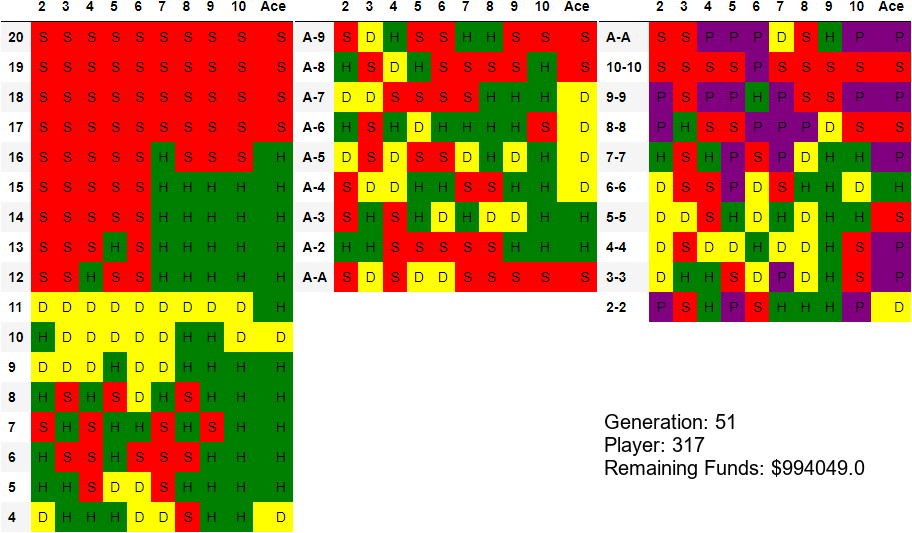 2 3 4 5 6 7 8 9 10 Ace
20 S S S S S S S S S S
19 S S S S S S S S S S
18 S S S S S S S S S S
17 S S S S S S S S S S
16 S S S S S H S S S H
15 S S S S S H H H H H
14 S S S S S H H H H H
13 S S S H S H H H H H
12 S S H S S H H H H H
11 D D D D D D D D D H
10 H D D D D D H H D D
9 D D D H D D H H H H
8 H S H S D H S H H H
7 S H S H H S H S H H
6 H S S H S S S H H H
5 H H S D D S H H H H
4 D H H H D D S H H D
2 3 4 5 6 7 8 9 10 Ace
A-9 S D H S S H H S S S
A-8 H S D H S S S S H S
A-7 D D S S S S H H H D
A-6 H S H D H H H H S D
A-5 D S D S S D H D H D
A-4 S D D H H S S H H D
A-3 S H S H D H D D H H
A-2 H H S S S S S H H H
A-A S D S D D S S S S S
2 3 4 5 6 7 8 9 10 Ace
A-A S S P P P D S H P P
10-10 S S S S P S S S S S
9-9 P S P P H P S S P P
8-8 P H S S P P P D S S
7-7 H S H P S P D H H P
6-6 D S S P D S H H D H
5-5 D D S H D H D H H S
4-4 D S D D H D D H S P
3-3 D H H S D P D H S P
2-2 P S H P S H H H P D
Generation: 51
Player: 317
Remaining Funds: $994049.0